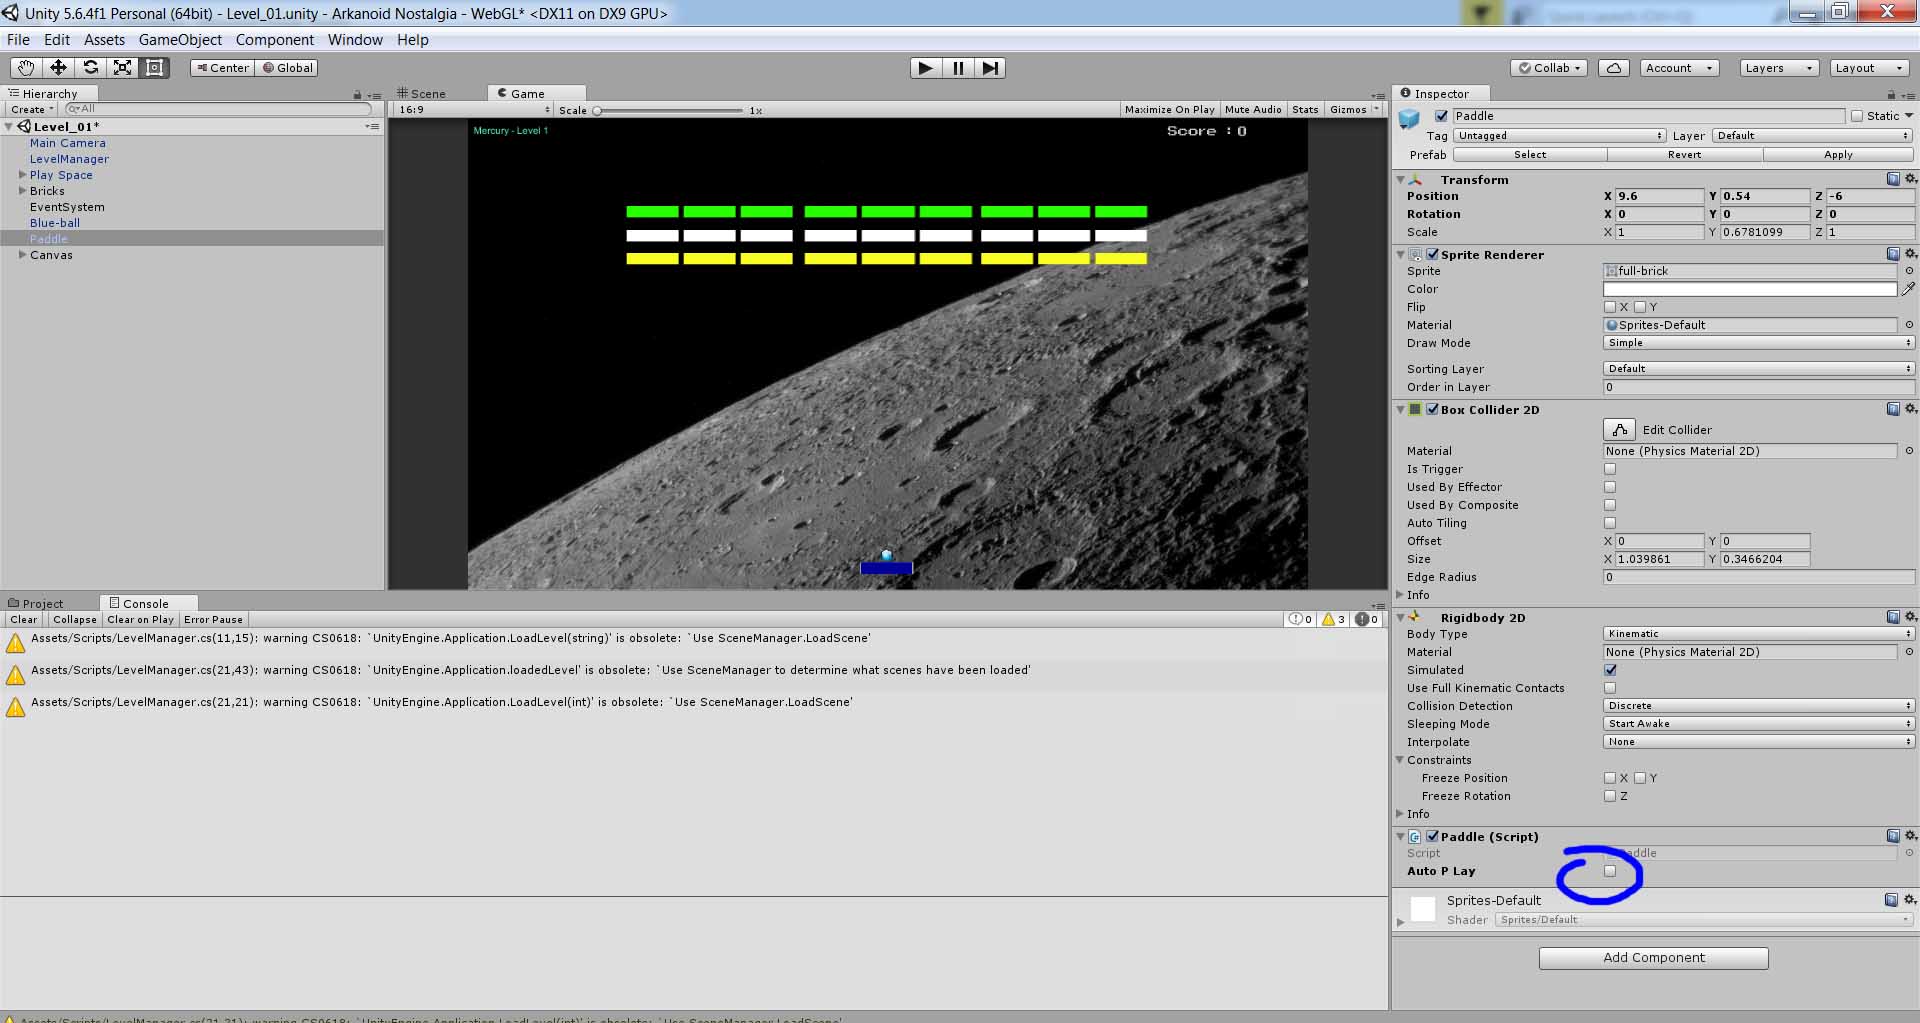 Unity 5.6.4f1 Personal (64bit) - Level_01.unity - Arkanoid Nostalgia - WebGL* <DX11 on DX9 GPU>
File Edit Assets GameObject Component Window Help
Center Global Collab Account Layers Layout
Hierarchy
Create All
Level_01*
Main Camera
LevelManager
Play Space
Bricks
EventSystem
Blue-ball
Paddle
Canvas
Scene Game
16:9 Scale 1x Maximize On Play Mute Audio Stats Gizmos
Mercury - Level 1
Score :0
Project Console
Clear Collapse Clear on Play Error Pause 0 3 0
Assets/Scripts/LevelManager.cs(11,15): warning CS0618: `UnityEngine.Application.LoadLevel(string)' is obsolete: `Use SceneManager.LoadScene'
Assets/Scripts/LevelManager.cs(21,43): warning CS0618: `UnityEngine.Application.loadedLevel' is obsolete: `Use SceneManager to determine what scenes have been loaded'
Assets/Scripts/LevelManager.cs(21,21): warning CS0618: `UnityEngine.Application.LoadLevel(int)' is obsolete: `Use SceneManager.LoadScene'
Inspector
Paddle Static
Tag Untagged Layer Default
Prefab Select Revert Apply
Transform
Position X 9.6 Y 0.54 Z -6
Rotation X 0 Y 0 Z 0
Scale X 1 Y 0.6781099 Z 1
Sprite Renderer
Sprite full-brick
Color
Flip X Y
Material Sprites-Default
Draw Mode Simple
Sorting Layer Default
Order in Layer 0
Box Collider 2D
Edit Collider
Material None (Physics Material 2D)
Is Trigger
Used By Effector
Used By Composite
Auto Tiling
Offset X 0 Y 0
Size X 1.039861 Y 0.3466204
Edge Radius 0
Info
Rigidbody 2D
Body Type Kinematic
Material None (Physics Material 2D)
Simulated
Use Full Kinematic Contacts
Collision Detection Discrete
Sleeping Mode Start Awake
Interpolate None
Constraints
Freeze Position X Y
Freeze Rotation Z
Info
Paddle (Script)
Script Paddle
Auto P Lay
Sprites-Default
Shader Sprites/Default
Add Component
Assets/Scripts/LevelManager.cs(21,21): warning CS0618: `UnityEngine.Application.LoadLevel(int)' is obsolete: `Use SceneManager.LoadScene'